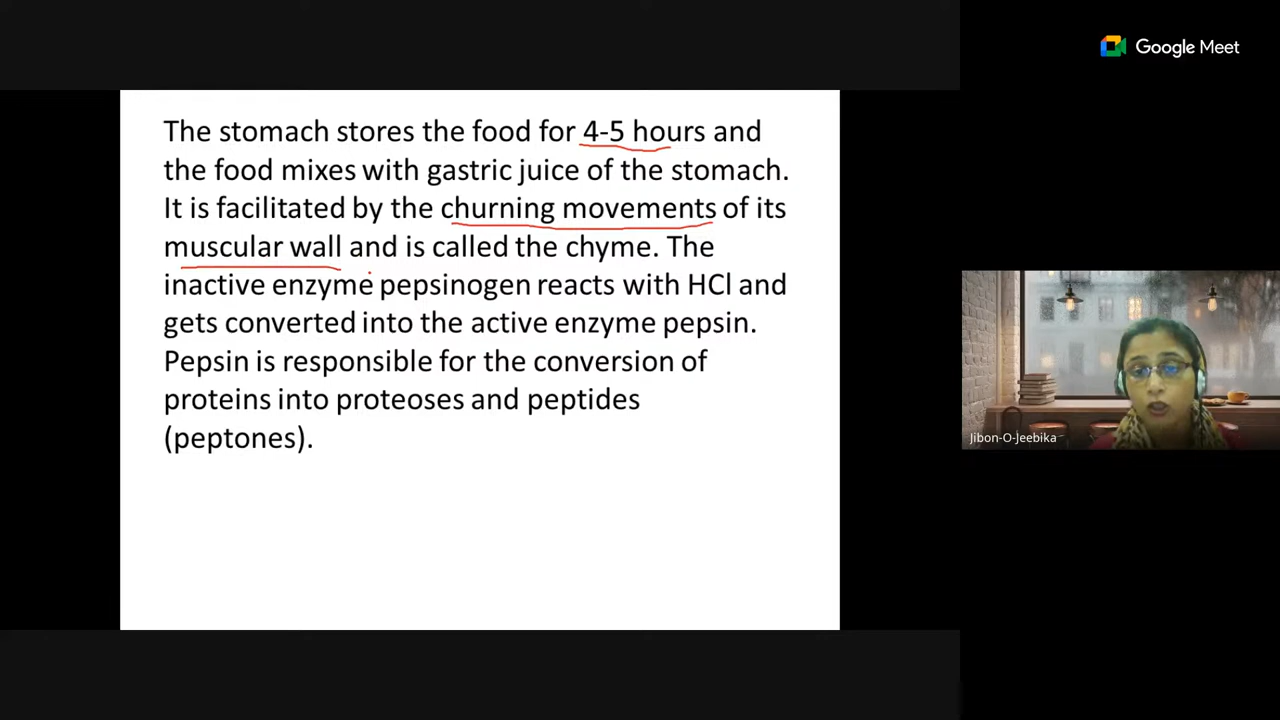 Google Meet
The stomach stores the food for 4-5 hours and
the food mixes with gastric juice of the stomach.
It is facilitated by the churning movements of its
muscular wall and is called the chyme. The
inactive enzyme pepsinogen reacts with HCl and
gets converted into the active enzyme pepsin.
Pepsin is responsible for the conversion of
proteins into proteoses and peptides
(peptones).
Jibon-O-Jeebika